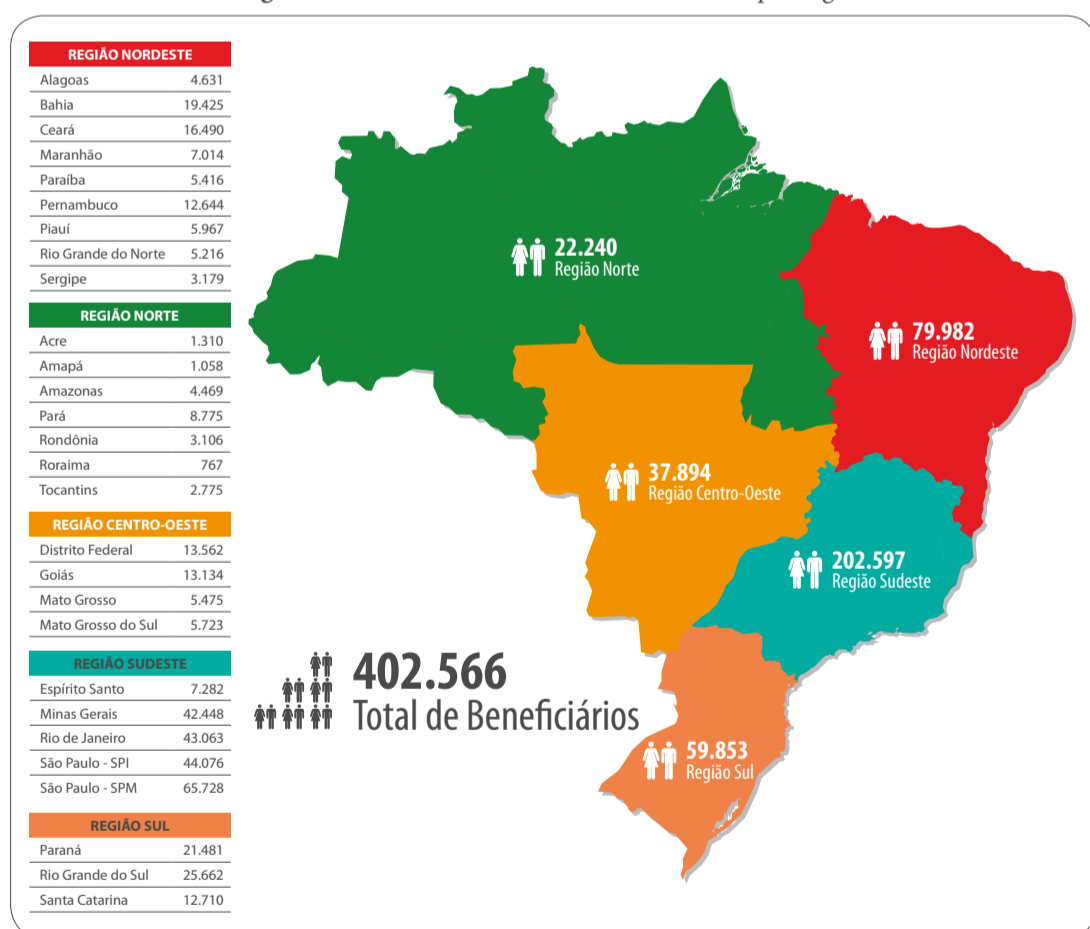 REGIÃO NORDESTE
Alagoas 4.631
Bahia 19.425
Ceará 16.490
Maranhão 7.014
Paraíba 5.416
Pernambuco 12.644
Piauí 5.967
Rio Grande do Norte 5.216
Sergipe 3.179
REGIÃO NORTE
Acre 1.310
Amapá 1.058
Amazonas 4.469
Pará 8.775
Rondônia 3.106
Roraima 767
Tocantins 2.775
REGIÃO CENTRO-OESTE
Distrito Federal 13.562
Goiás 13.134
Mato Grosso 5.475
Mato Grosso do Sul 5.723
REGIÃO SUDESTE
Espírito Santo 7.282
Minas Gerais 42.448
Rio de Janeiro 43.063
São Paulo - SPI 44.076
São Paulo - SPM 65.728
REGIÃO SUL
Paraná 21.481
Rio Grande do Sul 25.662
Santa Catarina 12.710
22.240
Região Norte
79.982
Região Nordeste
37.894
Região Centro-Oeste
202.597
Região Sudeste
402.566
Total de Beneficiários
59.853
Região Sul